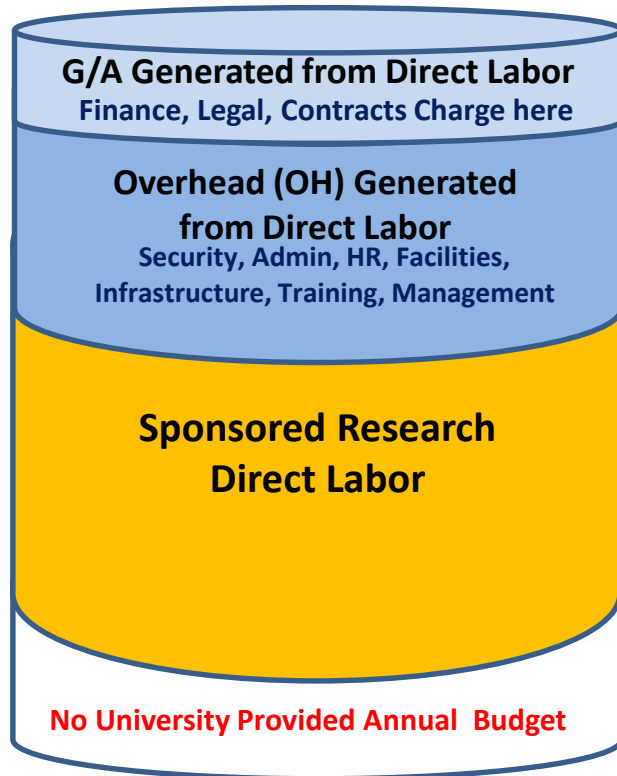 G/A Generated from Direct Labor
Finance, Legal, Contracts Charge here
Overhead (OH) Generated
from Direct Labor
Security, Admin, HR, Facilities,
Infrastructure, Training, Management
Sponsored Research
Direct Labor
No University Provided Annual  Budget